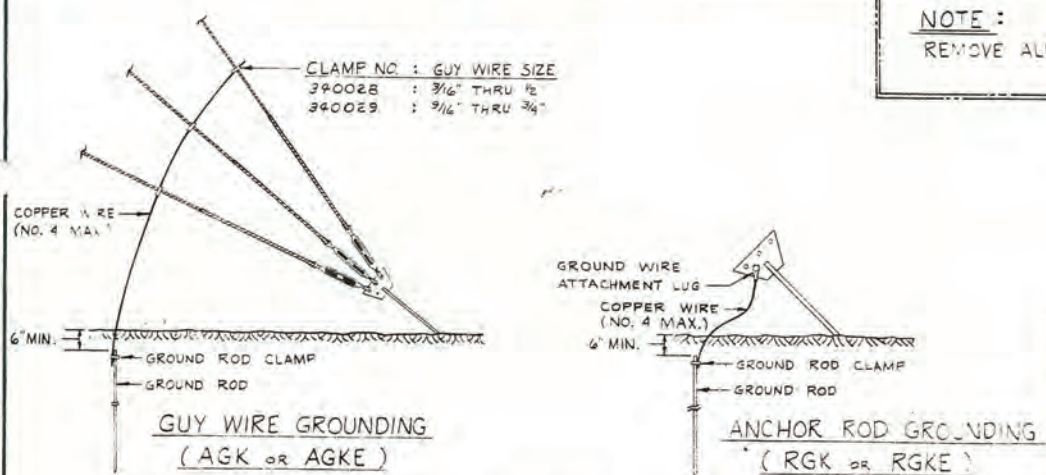 NOTE :
REMOVE
CLAMP NO. : GUY WIRE SIZE
340028 : 3/16" THRU 1/2"
340029 : 9/16" THRU 3/4"
COPPER WIRE
(NO. 4 MAX.)
6" MIN.
GROUND ROD CLAMP
GROUND ROD
GUY WIRE GROUNDING
( AGK OR AGKE )
GROUND WIRE
ATTACHMENT LUG
COPPER WIRE
(NO. 4 MAX.)
6" MIN.
GROUND ROD CLAMP
GROUND ROD
ANCHOR ROD GROUNDING
( RGK OR RGKE )